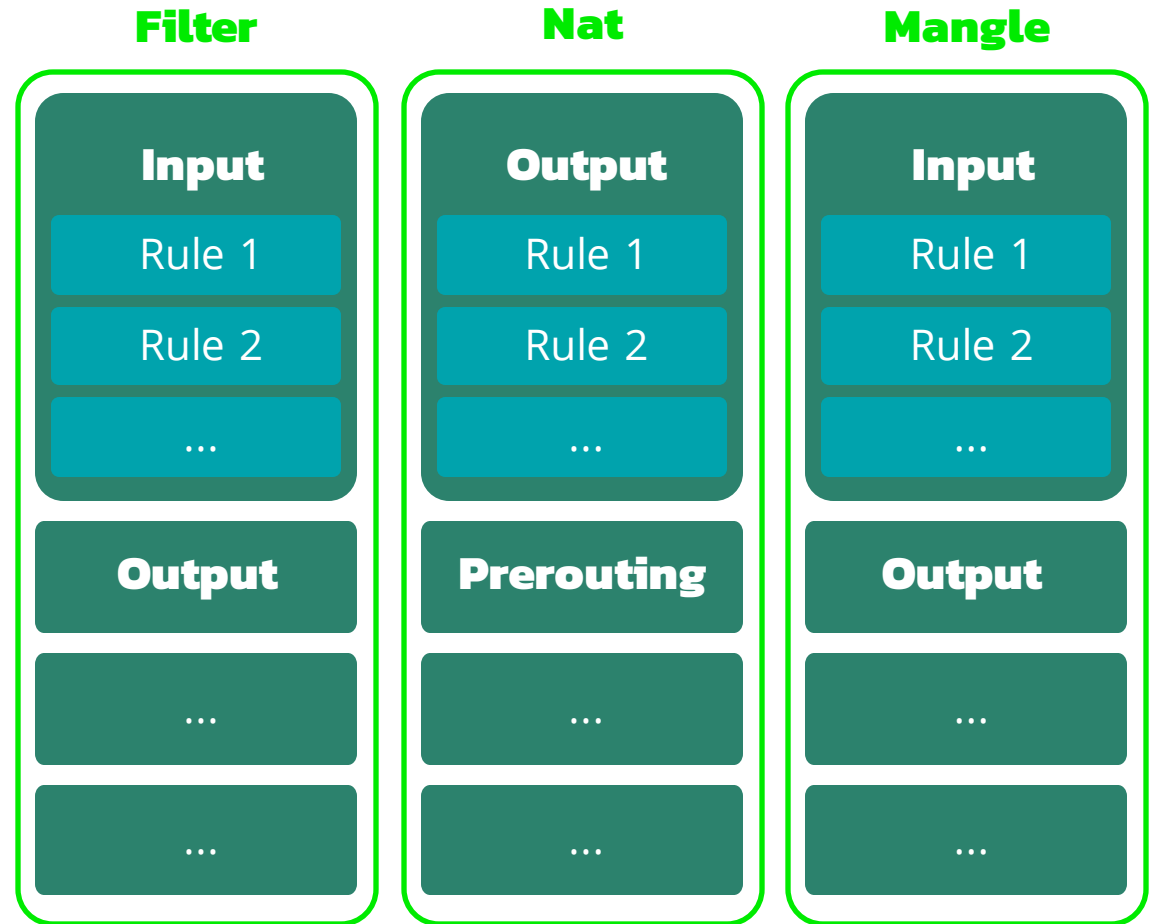 Filter
Input
Rule 1
Rule 2
...
Output
...
...
Nat
Output
Rule 1
Rule 2
...
Prerouting
...
...
Mangle
Input
Rule 1
Rule 2
...
Output
...
...